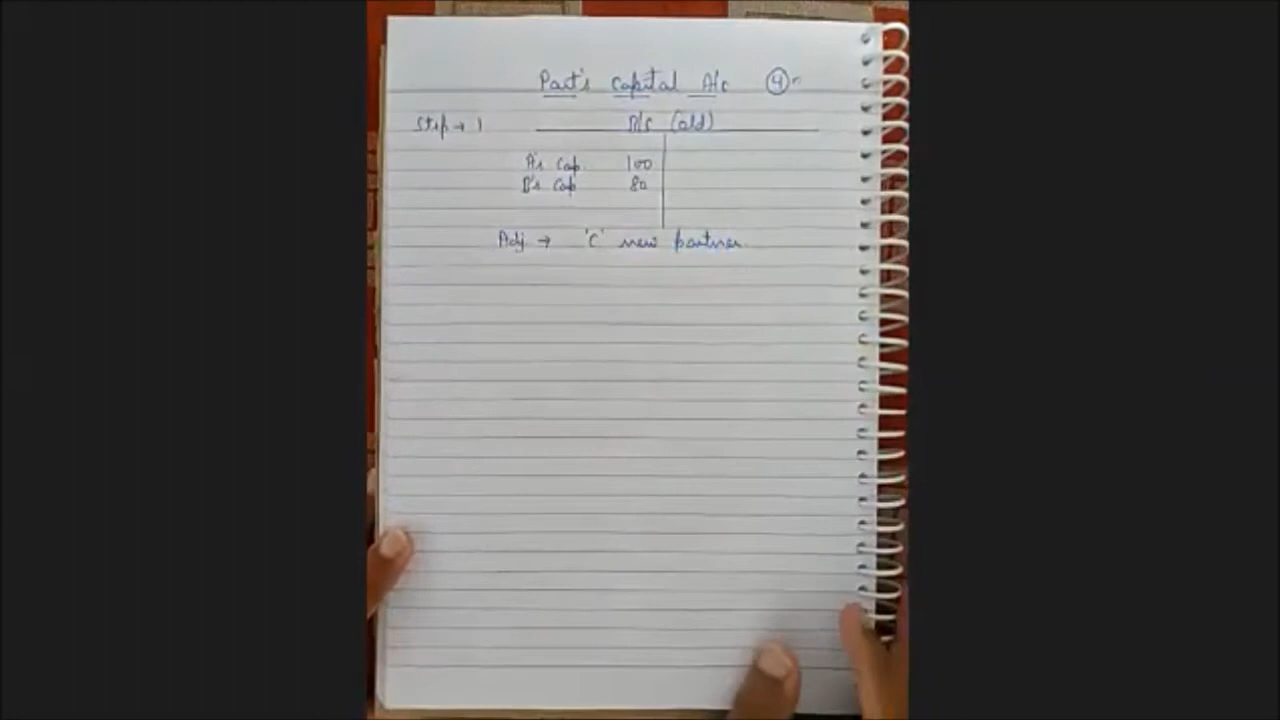 Part's Capital A/c ④
Step → 1 B/S (old)
A's Cap. 100
B's Cap 80
Adj → 'C' new partner.